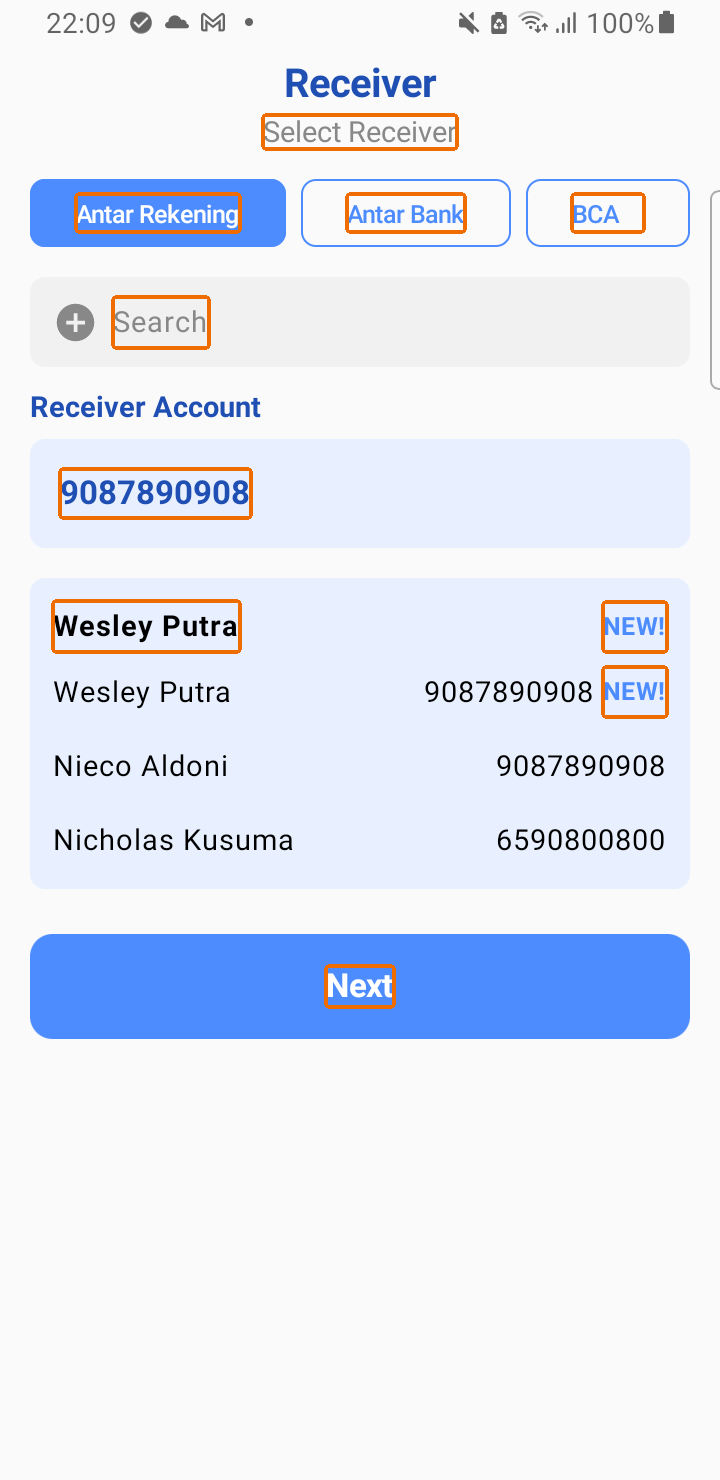 22:09 100%
Receiver
Select Receiver
Antar Rekening Antar Bank BCA
Search
Receiver Account
9087890908
Wesley Putra NEW!
Wesley Putra 9087890908 NEW!
Nieco Aldoni 9087890908
Nicholas Kusuma 6590800800
Next